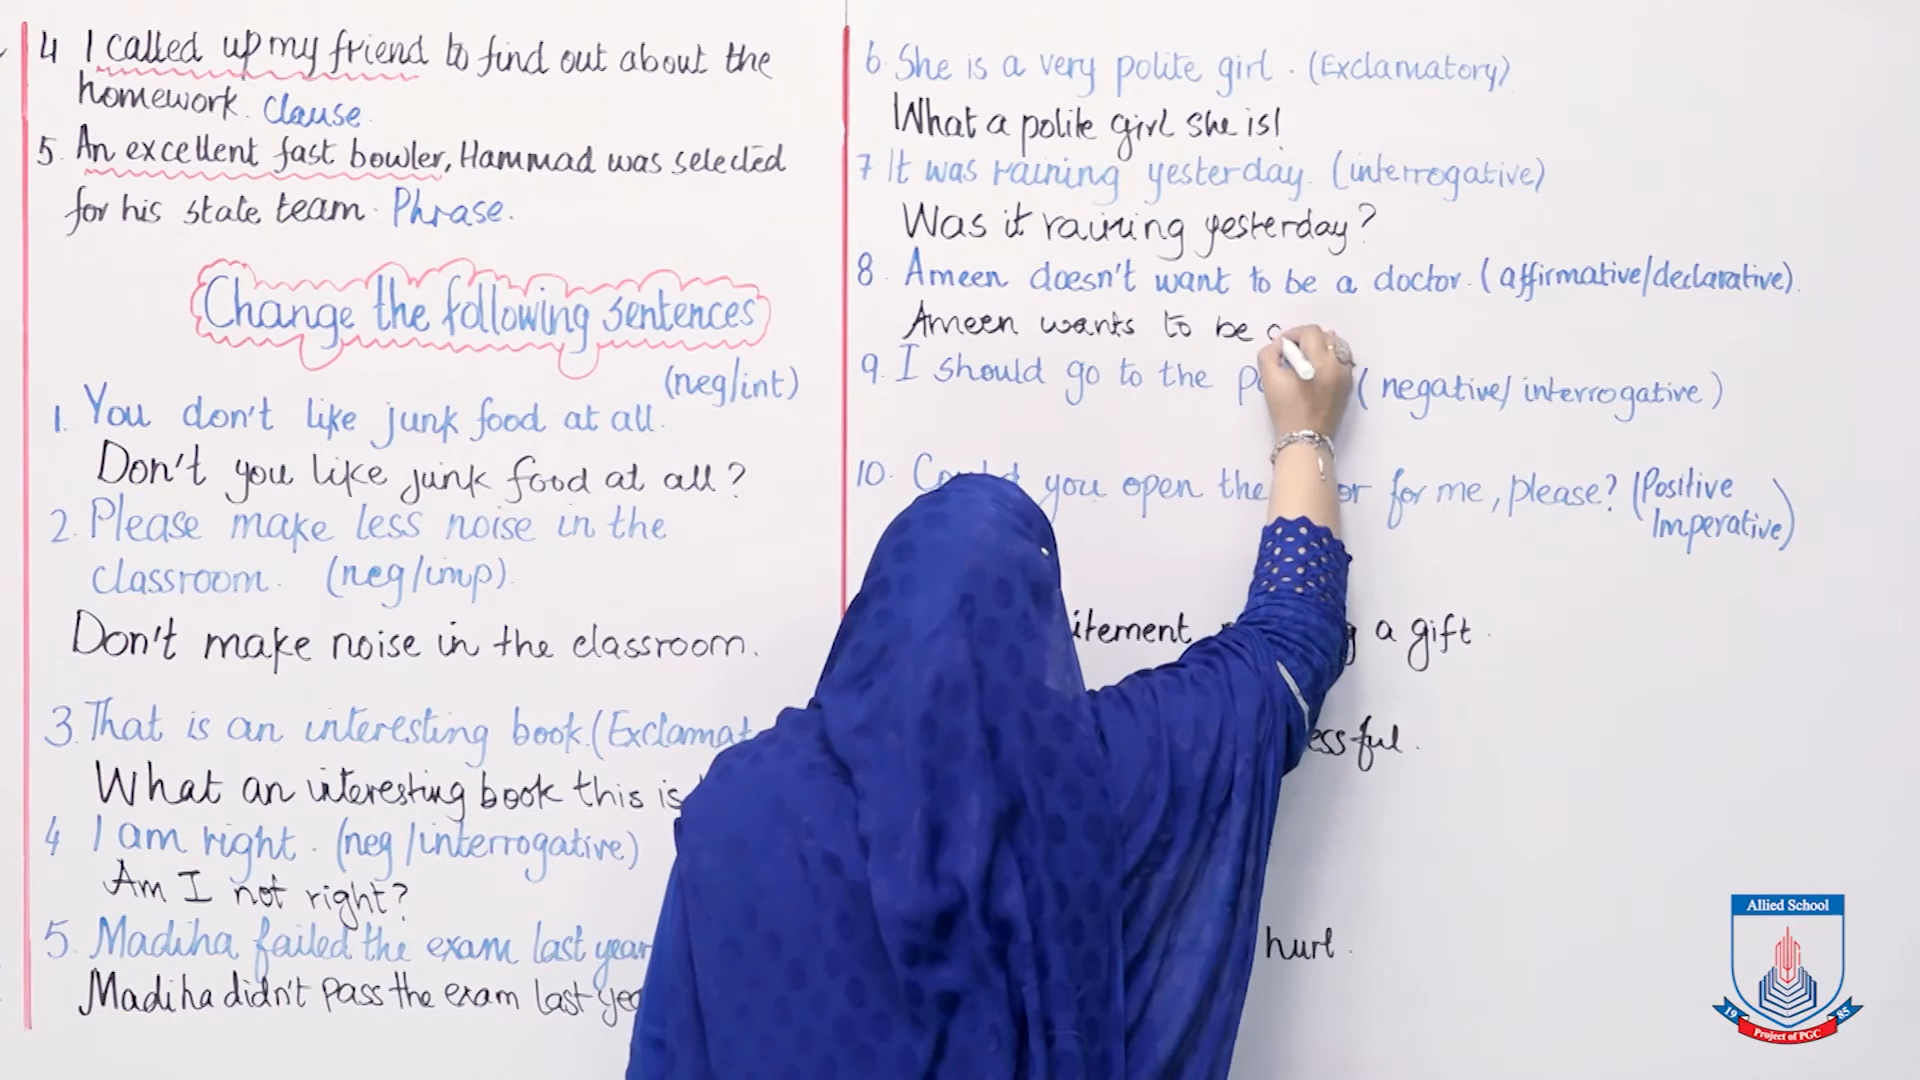 4 I called up my friend to find out about the
homework. Clause.
5. An excellent fast bowler, Hammad was selected
for his state team. Phrase.
Change the following sentences
(neg/int)
1. You don't like junk food at all.
Don't you like junk food at all?
2. Please make less noise in the
classroom. (neg/imp).
Don't make noise in the classroom.
3. That is an interesting book. (Exclamat
What an interesting book this is
4 I am right. (neg/interrogative)
Am I not right?
5. Madiha failed the exam last year
Madiha didn't pass the exam last
6. She is a very polite girl. (Exclamatory)
What a polite girl she is!
7 It was raining yesterday. (interrogative)
Was it raining yesterday?
8. Ameen doesn't want to be a doctor. (affirmative/declarative).
Ameen wants to be
9. I should go to the (negative/interrogative)
10. you open the for me, please? (Positive
Imperative)
itement a gift.
essful.
hurt.
Allied School
19 85
Project of PGC